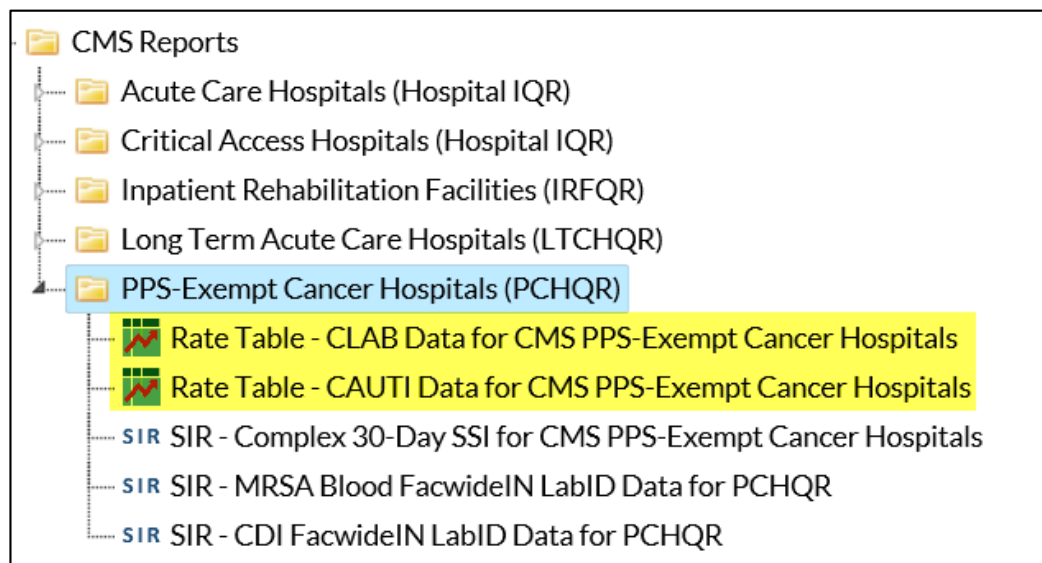 CMS Reports
Acute Care Hospitals (Hospital IQR)
Critical Access Hospitals (Hospital IQR)
Inpatient Rehabilitation Facilities (IRFQR)
Long Term Acute Care Hospitals (LTCHQR)
PPS-Exempt Cancer Hospitals (PCHQR)
Rate Table - CLAB Data for CMS PPS-Exempt Cancer Hospitals
Rate Table - CAUTI Data for CMS PPS-Exempt Cancer Hospitals
SIR SIR - Complex 30-Day SSI for CMS PPS-Exempt Cancer Hospitals
SIR SIR - MRSA Blood FacwideIN LabID Data for PCHQR
SIR SIR - CDI FacwideIN LabID Data for PCHQR